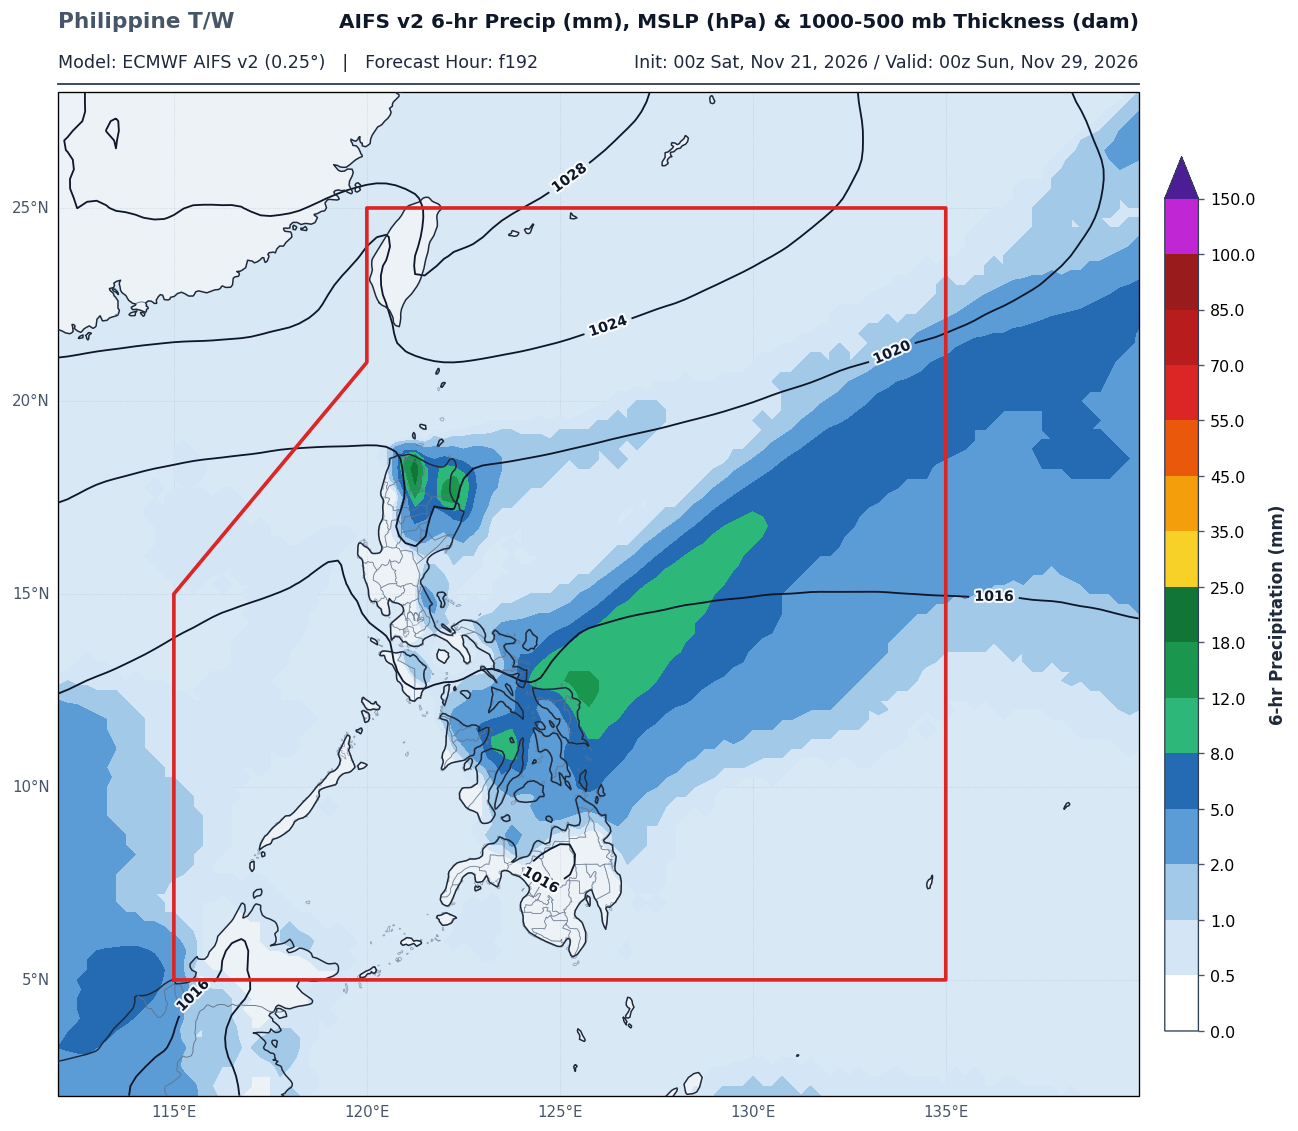 Philippine T/W
AIFS v2 6-hr Precip (mm), MSLP (hPa) & 1000-500 mb Thickness (dam)
Model: ECMWF AIFS v2 (0.25°) | Forecast Hour: f192
Init: 00z Sat, Nov 21, 2026 / Valid: 00z Sun, Nov 29, 2026
25°N
20°N
15°N
10°N
5°N
115°E
120°E
125°E
130°E
135°E
1028
1024
1020
1016
1016
1016
150.0
100.0
85.0
70.0
55.0
45.0
35.0
25.0
18.0
12.0
8.0
5.0
2.0
1.0
0.5
0.0
6-hr Precipitation (mm)